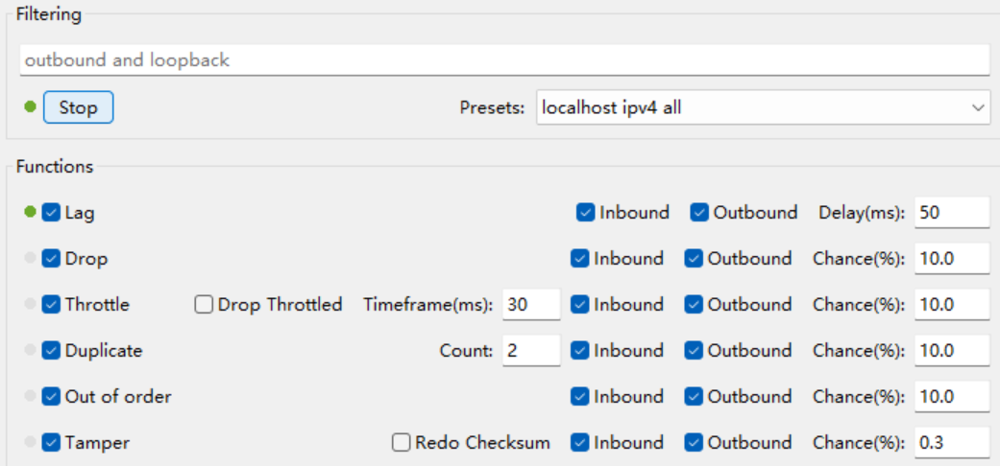 Filtering
outbound and loopback
Stop Presets: localhost ipv4 all
Functions
Lag Inbound Outbound Delay(ms): 50
Drop Inbound Outbound Chance(%): 10.0
Throttle Drop Throttled Timeframe(ms): 30 Inbound Outbound Chance(%): 10.0
Duplicate Count: 2 Inbound Outbound Chance(%): 10.0
Out of order Inbound Outbound Chance(%): 10.0
Tamper Redo Checksum Inbound Outbound Chance(%): 0.3